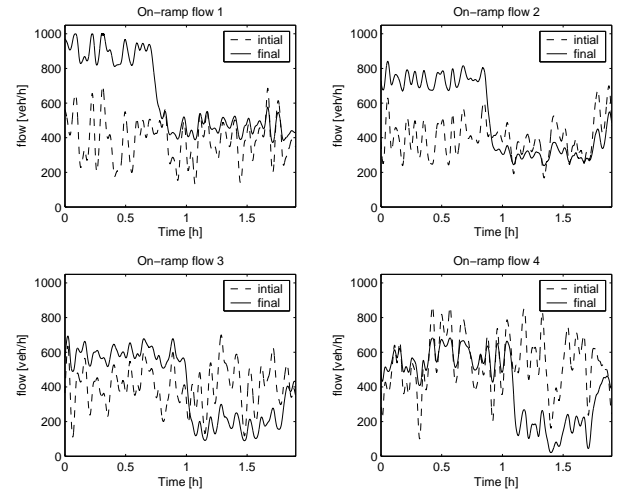 On−ramp flow 1
1000
800
600
400
200
0
flow [veh/h]
0 0.5 1 1.5
Time [h]
intial
final
On−ramp flow 2
1000
800
600
400
200
0
flow [veh/h]
0 0.5 1 1.5
Time [h]
intial
final
On−ramp flow 3
1000
800
600
400
200
0
flow [veh/h]
0 0.5 1 1.5
Time [h]
intial
final
On−ramp flow 4
1000
800
600
400
200
0
flow [veh/h]
0 0.5 1 1.5
Time [h]
intial
final